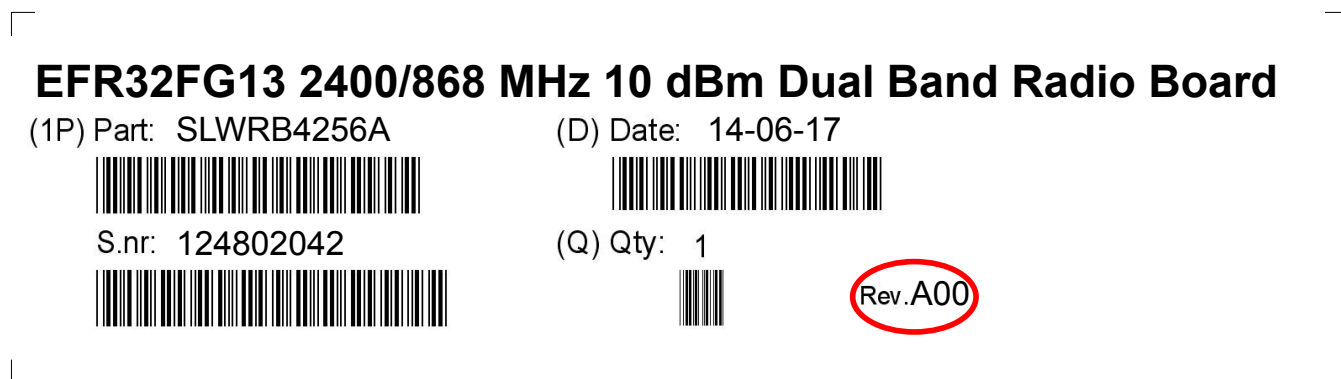 EFR32FG13 2400/868 MHz 10 dBm Dual Band Radio Board
(1P) Part: SLWRB4256A (D) Date: 14-06-17
S.nr: 124802042 (Q) Qty: 1
Rev.A00